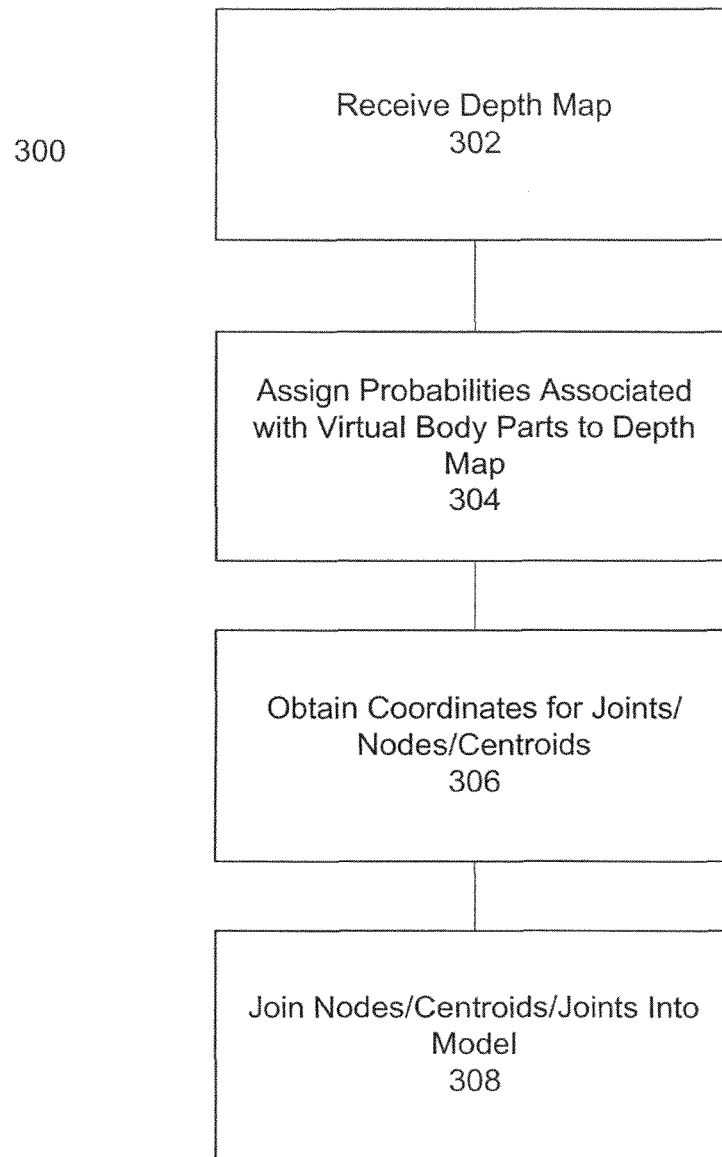 300
Receive Depth Map
302
Assign Probabilities Associated
with Virtual Body Parts to Depth
Map
304
Obtain Coordinates for Joints/
Nodes/Centroids
306
Join Nodes/Centroids/Joints Into
Model
308